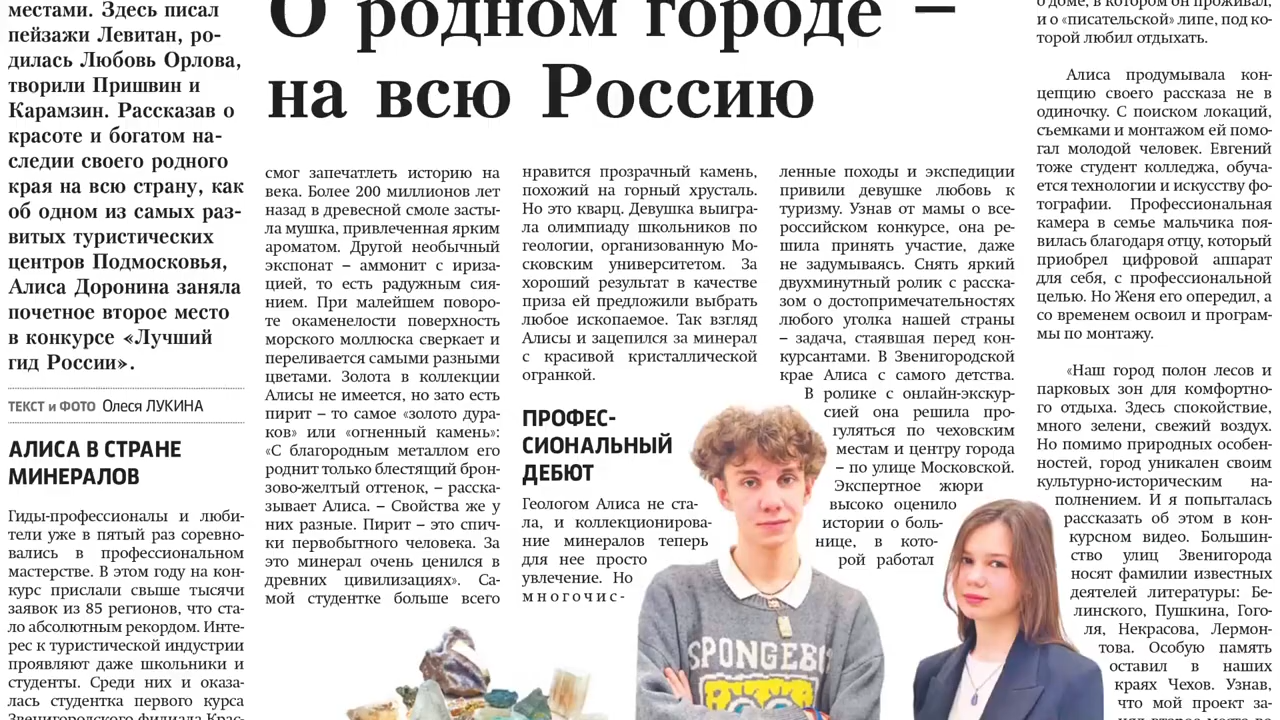 местами. Здесь писал
пейзажи Левитан, ро-
дилась Любовь Орлова,
творили Пришвин и
Карамзин. Рассказав о
красоте и богатом на-
следии своего родного
края на всю страну, как
об одном из самых раз-
витых туристических
центров Подмосковья,
Алиса Доронина заняла
почетное второе место
в конкурсе «Лучший
гид России».
ТЕКСТ и ФОТО Олеся ЛУКИНА
АЛИСА В СТРАНЕ
МИНЕРАЛОВ
Гиды-профессионалы и люби-
тели уже в пятый раз соревно-
вались в профессиональном
мастерстве. В этом году на кон-
курс прислали свыше тысячи
заявок из 85 регионов, что ста-
ло абсолютным рекордом. Инте-
рес к туристической индустрии
проявляют даже школьники и
студенты. Среди них и оказа-
лась студентка первого курса
Звенигородского филиала Крас-
О родном городе –
на всю Россию
смог запечатлеть историю на
века. Более 200 миллионов лет
назад в древесной смоле засты-
ла мушка, привлеченная ярким
ароматом. Другой необычный
экспонат – аммонит с ириза-
цией, то есть радужным сия-
нием. При малейшем поворо-
те окаменелости поверхность
морского моллюска сверкает и
переливается самыми разными
цветами. Золота в коллекции
Алисы не имеется, но зато есть
пирит – то самое «золото дура-
ков» или «огненный камень»:
«С благородным металлом его
роднит только блестящий брон-
зово-желтый оттенок, – расска-
зывает Алиса. – Свойства же у
них разные. Пирит – это спич-
ки первобытного человека. За
это минерал очень ценился в
древних цивилизациях». Са-
мой студентке больше всего
нравится прозрачный камень,
похожий на горный хрусталь.
Но это кварц. Девушка выигра-
ла олимпиаду школьников по
геологии, организованную Мо-
сковским университетом. За
хороший результат в качестве
приза ей предложили выбрать
любое ископаемое. Так взгляд
Алисы и зацепился за минерал
с красивой кристаллической
огранкой.
ПРОФЕС-
СИОНАЛЬНЫЙ
ДЕБЮТ
Геологом Алиса не ста-
ла, и коллекционирова-
ние минералов теперь
для нее просто
увлечение. Но
многочис-
ленные походы и экспедиции
привили девушке любовь к
туризму. Узнав от мамы о все-
российском конкурсе, она ре-
шила принять участие, даже
не задумываясь. Снять яркий
двухминутный ролик с расска-
зом о достопримечательностях
любого уголка нашей страны
– задача, стаявшая перед кон-
курсантами. В Звенигородской
крае Алиса с самого детства.
В ролике с онлайн-экскур-
сией она решила про-
гуляться по чеховским
местам и центру города
– по улице Московской.
Экспертное жюри
высоко оценило
истории о боль-
нице, в кото-
рой работал
SPONGEB
о доме, в котором он проживал,
и о «писательской» липе, под ко-
торой любил отдыхать.
Алиса продумывала кон-
цепцию своего рассказа не в
одиночку. С поиском локаций,
съемками и монтажом ей помо-
гал молодой человек. Евгений
тоже студент колледжа, обуча-
ется технологии и искусству фо-
тографии. Профессиональная
камера в семье мальчика поя-
вилась благодаря отцу, который
приобрел цифровой аппарат
для себя, с профессиональной
целью. Но Женя его опередил, а
со временем освоил и програм-
мы по монтажу.
«Наш город полон лесов и
парковых зон для комфортно-
го отдыха. Здесь спокойствие,
много зелени, свежий воздух.
Но помимо природных особен-
ностей, город уникален своим
культурно-историческим на-
полнением. И я попыталась
рассказать об этом в кон-
курсном видео. Большин-
ство улиц Звенигорода
носят фамилии известных
деятелей литературы: Бе-
линского, Пушкина, Гого-
ля, Некрасова, Лермон-
това. Особую память
оставил в наших
краях Чехов. Узнав,
что мой проект за-
нял второе место во